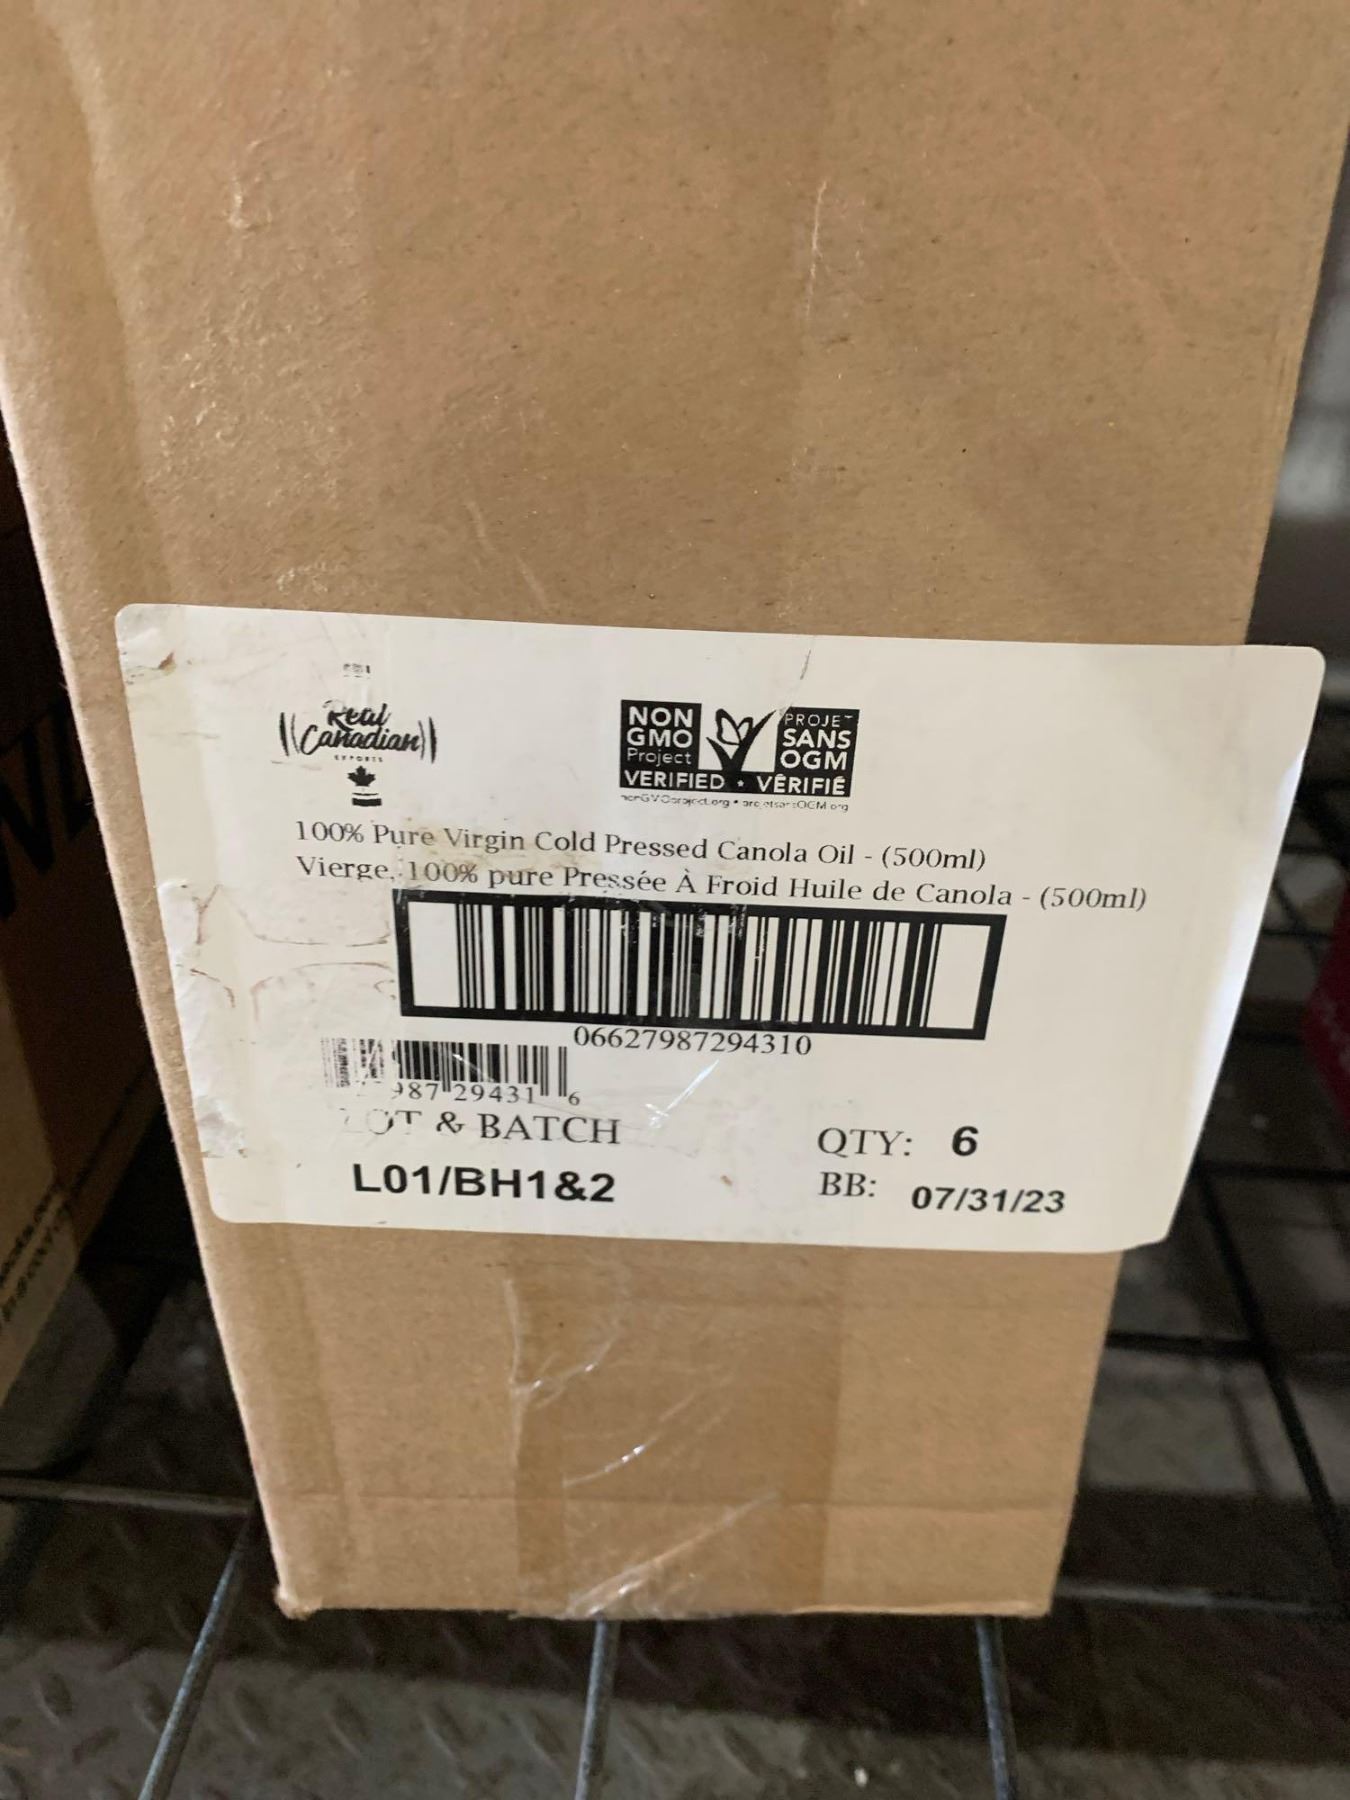 Real
Canadian
EXPORTS
NON
GMO
Project
VERIFIED • VÉRIFIÉ
PROJET
SANS
OGM
100% Pure Virgin Cold Pressed Canola Oil - (500ml)
Vierge, 100% pure Pressée À Froid Huile de Canola - (500ml)
06627987294310
987 29431 6
LOT & BATCH
L01/BH1&2
QTY: 6
BB: 07/31/23